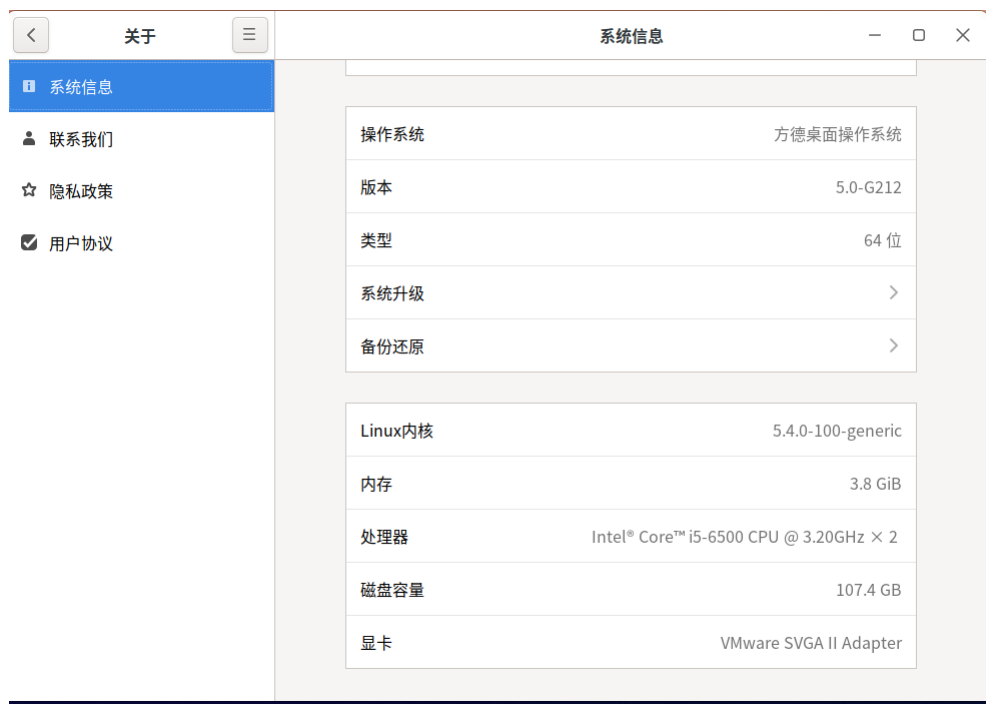 关于
系统信息
系统信息
联系我们
隐私政策
用户协议
操作系统 方德桌面操作系统
版本 5.0-G212
类型 64 位
系统升级
备份还原
Linux内核 5.4.0-100-generic
内存 3.8 GiB
处理器 Intel® Core™ i5-6500 CPU @ 3.20GHz × 2
磁盘容量 107.4 GB
显卡 VMware SVGA II Adapter